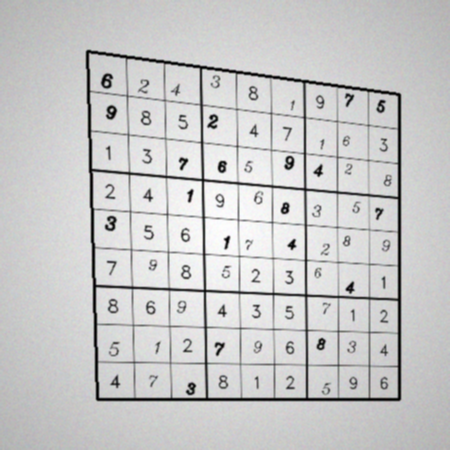 6 2 4 3 8 1 9 7 5
9 8 5 2 4 7 1 6 3
1 3 7 6 5 9 4 2 8
2 4 1 9 6 8 3 5 7
3 5 6 1 7 4 2 8 9
7 9 8 5 2 3 6 4 1
8 6 9 4 3 5 7 1 2
5 1 2 7 9 6 8 3 4
4 7 3 8 1 2 5 9 6